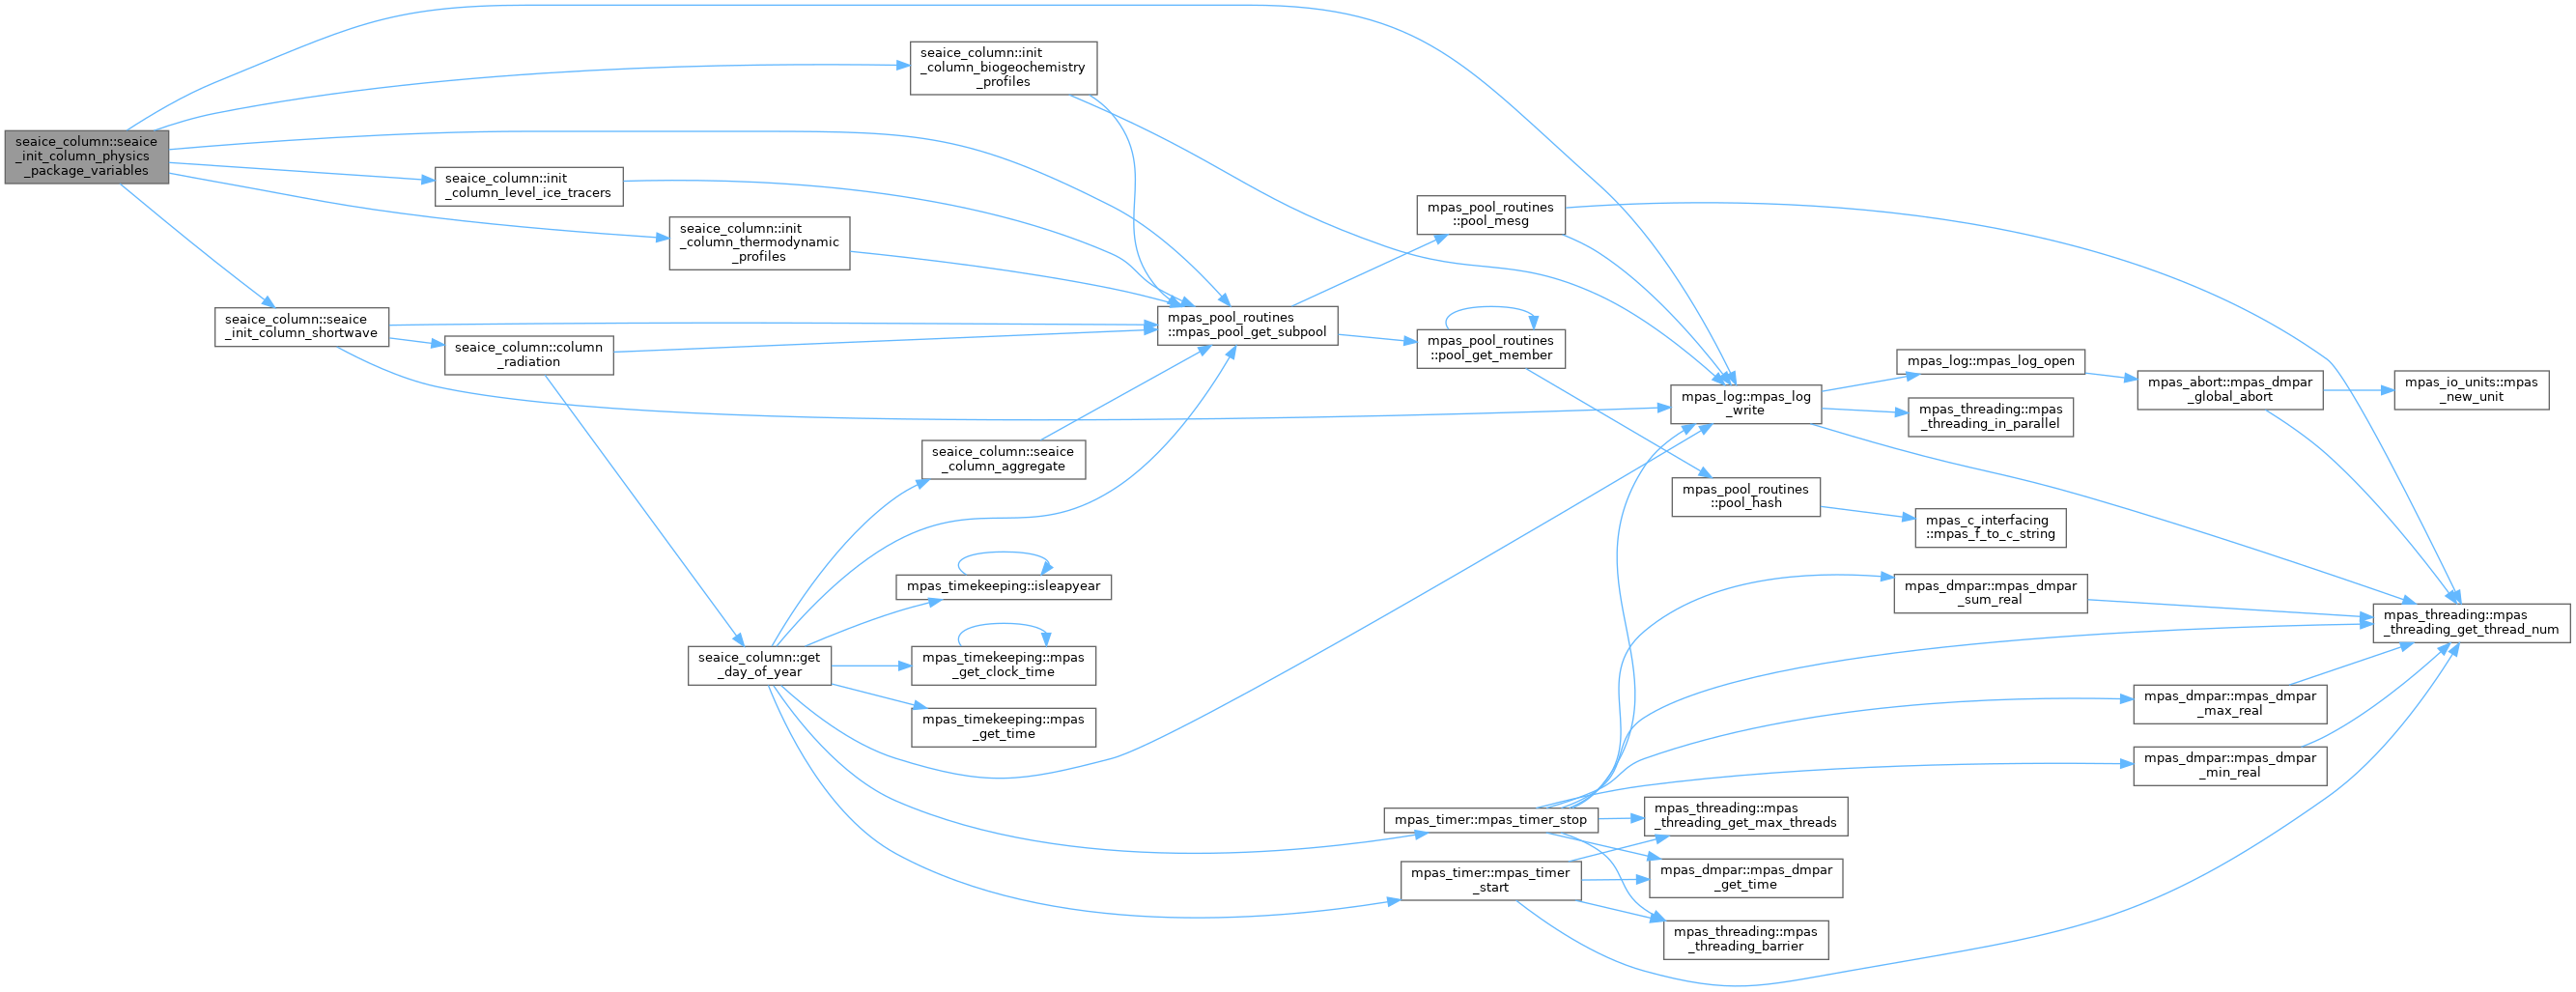 seaice_column::seaice
_init_column_physics
_package_variables
seaice_column::init
_column_biogeochemistry
_profiles
seaice_column::init
_column_level_ice_tracers
seaice_column::init
_column_thermodynamic
_profiles
seaice_column::seaice
_init_column_shortwave
seaice_column::column
_radiation
seaice_column::seaice
_column_aggregate
mpas_timekeeping::isleapyear
seaice_column::get
_day_of_year
mpas_timekeeping::mpas
_get_clock_time
mpas_timekeeping::mpas
_get_time
mpas_pool_routines
::mpas_pool_get_subpool
mpas_pool_routines
::pool_mesg
mpas_pool_routines
::pool_get_member
mpas_log::mpas_log
_write
mpas_pool_routines
::pool_hash
mpas_log::mpas_log_open
mpas_threading::mpas
_threading_in_parallel
mpas_c_interfacing
::mpas_f_to_c_string
mpas_abort::mpas_dmpar
_global_abort
mpas_io_units::mpas
_new_unit
mpas_dmpar::mpas_dmpar
_sum_real
mpas_threading::mpas
_threading_get_thread_num
mpas_dmpar::mpas_dmpar
_max_real
mpas_dmpar::mpas_dmpar
_min_real
mpas_timer::mpas_timer_stop
mpas_threading::mpas
_threading_get_max_threads
mpas_timer::mpas_timer
_start
mpas_dmpar::mpas_dmpar
_get_time
mpas_threading::mpas
_threading_barrier